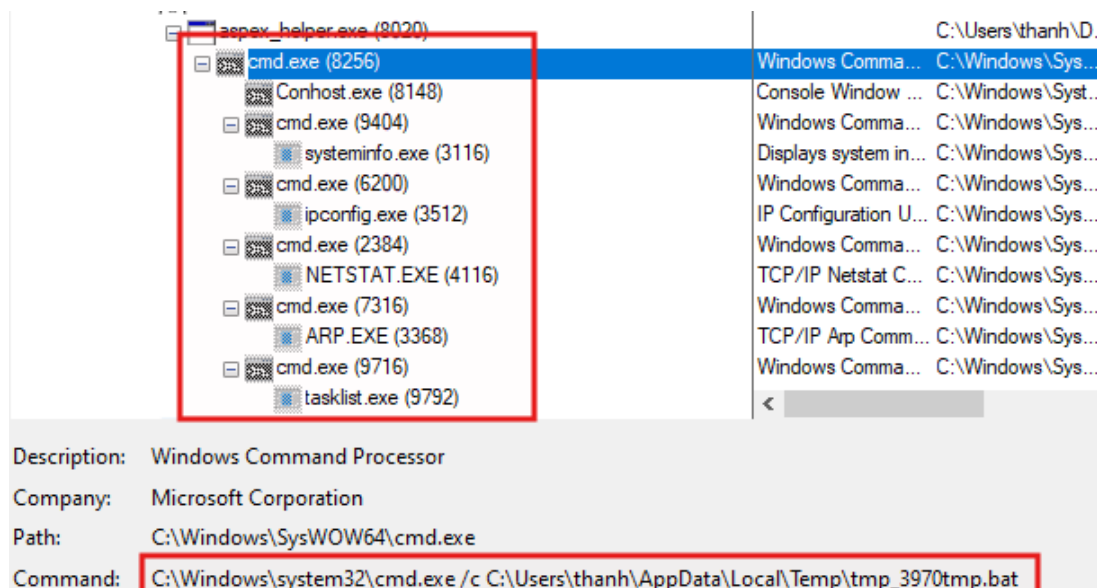 aspex_helper.exe (8020) C:\Users\thanh\D...
cmd.exe (8256) Windows Comma... C:\Windows\Sys...
Conhost.exe (8148) Console Window ... C:\Windows\Syst...
cmd.exe (9404) Windows Comma... C:\Windows\Sys...
systeminfo.exe (3116) Displays system in... C:\Windows\Sys...
cmd.exe (6200) Windows Comma... C:\Windows\Sys...
ipconfig.exe (3512) IP Configuration U... C:\Windows\Sys...
cmd.exe (2384) Windows Comma... C:\Windows\Sys...
NETSTAT.EXE (4116) TCP/IP Netstat C... C:\Windows\Sys...
cmd.exe (7316) Windows Comma... C:\Windows\Sys...
ARP.EXE (3368) TCP/IP Arp Comm... C:\Windows\Sys...
cmd.exe (9716) Windows Comma... C:\Windows\Sys...
tasklist.exe (9792)
Description: Windows Command Processor
Company: Microsoft Corporation
Path: C:\Windows\SysWOW64\cmd.exe
Command: C:\Windows\system32\cmd.exe /c C:\Users\thanh\AppData\Local\Temp\tmp_3970tmp.bat